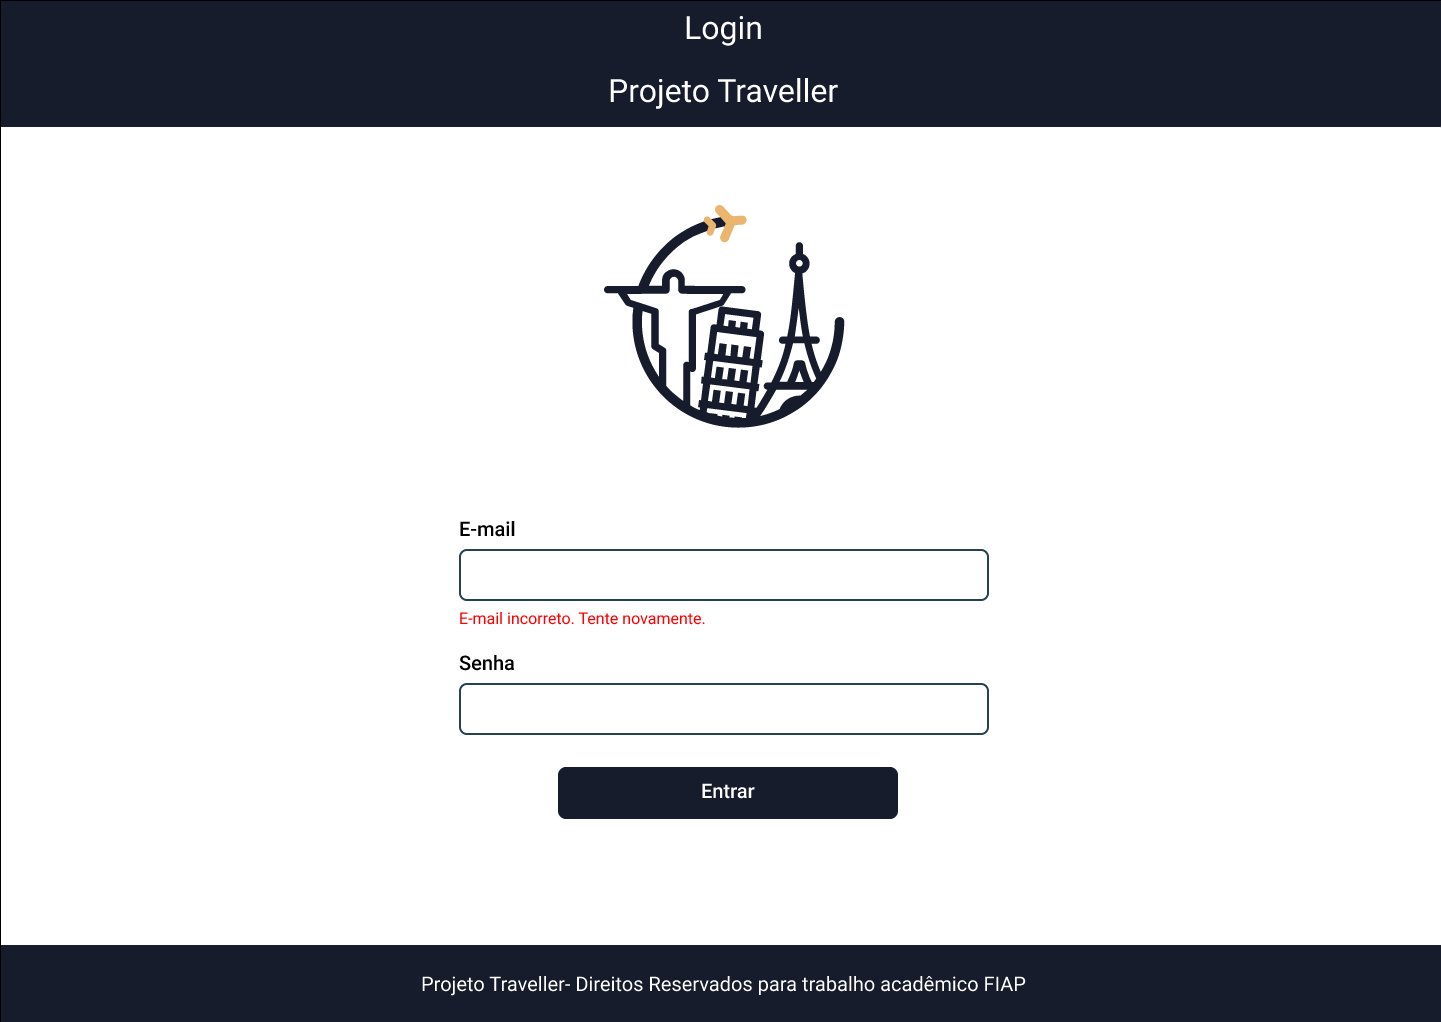 Login
Projeto Traveller
E-mail
E-mail incorreto. Tente novamente.
Senha
Entrar
Projeto Traveller- Direitos Reservados para trabalho acadêmico FIAP